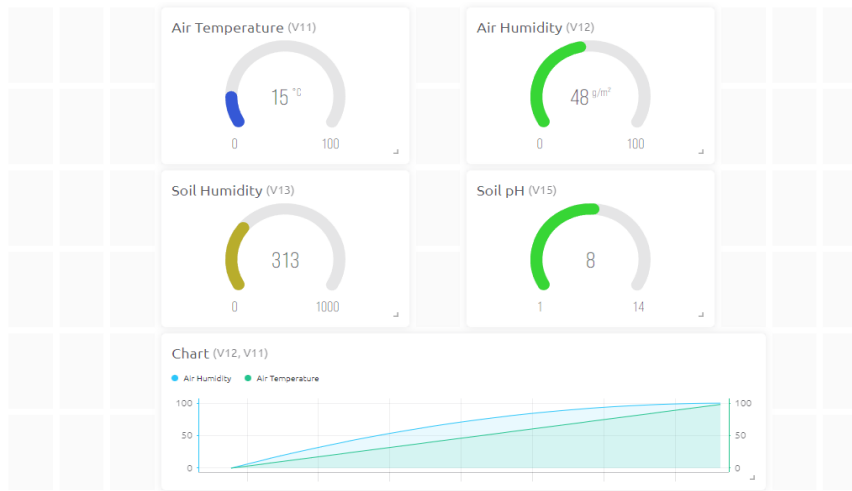 Air Temperature (V11)
15 °C
0 100
Air Humidity (V12)
48 g/m²
0 100
Soil Humidity (V13)
313
0 1000
Soil pH (V15)
8
1 14
Chart (V12, V11)
Air Humidity Air Temperature
100 100
50 50
0 0